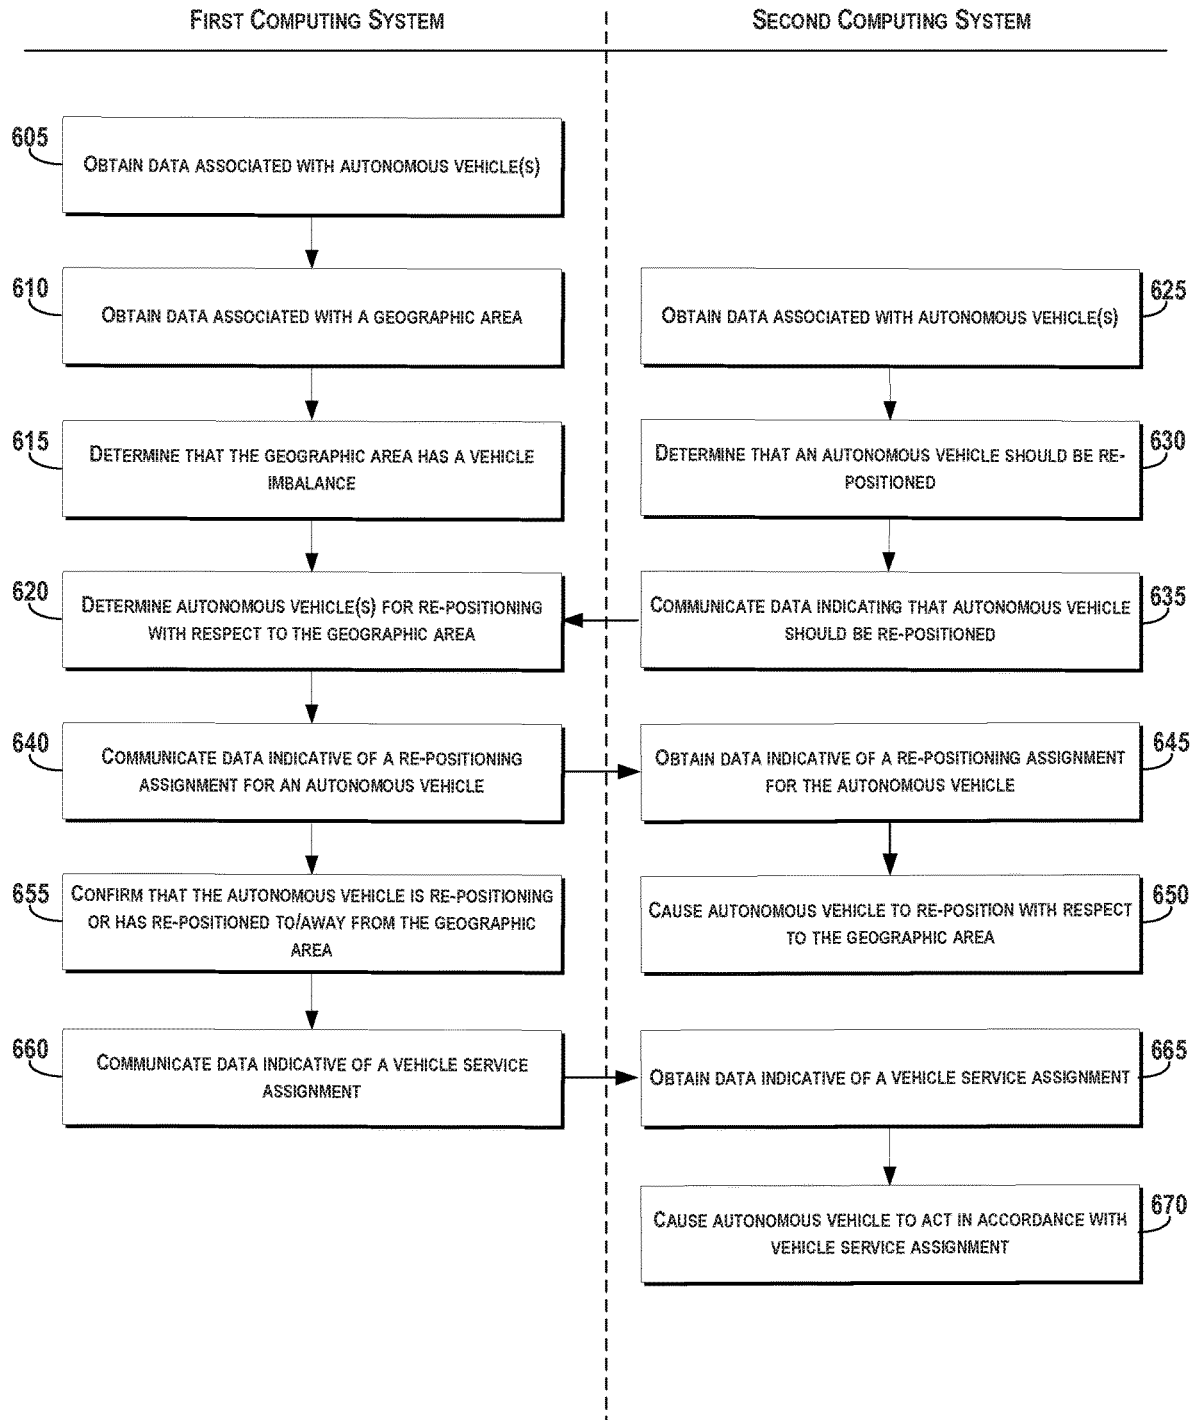 FIRST COMPUTING SYSTEM
SECOND COMPUTING SYSTEM
605
OBTAIN DATA ASSOCIATED WITH AUTONOMOUS VEHICLE(S)
610
OBTAIN DATA ASSOCIATED WITH A GEOGRAPHIC AREA
625
OBTAIN DATA ASSOCIATED WITH AUTONOMOUS VEHICLE(S)
615
DETERMINE THAT THE GEOGRAPHIC AREA HAS A VEHICLE
IMBALANCE
630
DETERMINE THAT AN AUTONOMOUS VEHICLE SHOULD BE RE-
POSITIONED
620
DETERMINE AUTONOMOUS VEHICLE(S) FOR RE-POSITIONING
WITH RESPECT TO THE GEOGRAPHIC AREA
635
COMMUNICATE DATA INDICATING THAT AUTONOMOUS VEHICLE
SHOULD BE RE-POSITIONED
640
COMMUNICATE DATA INDICATIVE OF A RE-POSITIONING
ASSIGNMENT FOR AN AUTONOMOUS VEHICLE
645
OBTAIN DATA INDICATIVE OF A RE-POSITIONING ASSIGNMENT
FOR THE AUTONOMOUS VEHICLE
655
CONFIRM THAT THE AUTONOMOUS VEHICLE IS RE-POSITIONING
OR HAS RE-POSITIONED TO/AWAY FROM THE GEOGRAPHIC
AREA
650
CAUSE AUTONOMOUS VEHICLE TO RE-POSITION WITH RESPECT
TO THE GEOGRAPHIC AREA
660
COMMUNICATE DATA INDICATIVE OF A VEHICLE SERVICE
ASSIGNMENT
665
OBTAIN DATA INDICATIVE OF A VEHICLE SERVICE ASSIGNMENT
670
CAUSE AUTONOMOUS VEHICLE TO ACT IN ACCORDANCE WITH
VEHICLE SERVICE ASSIGNMENT